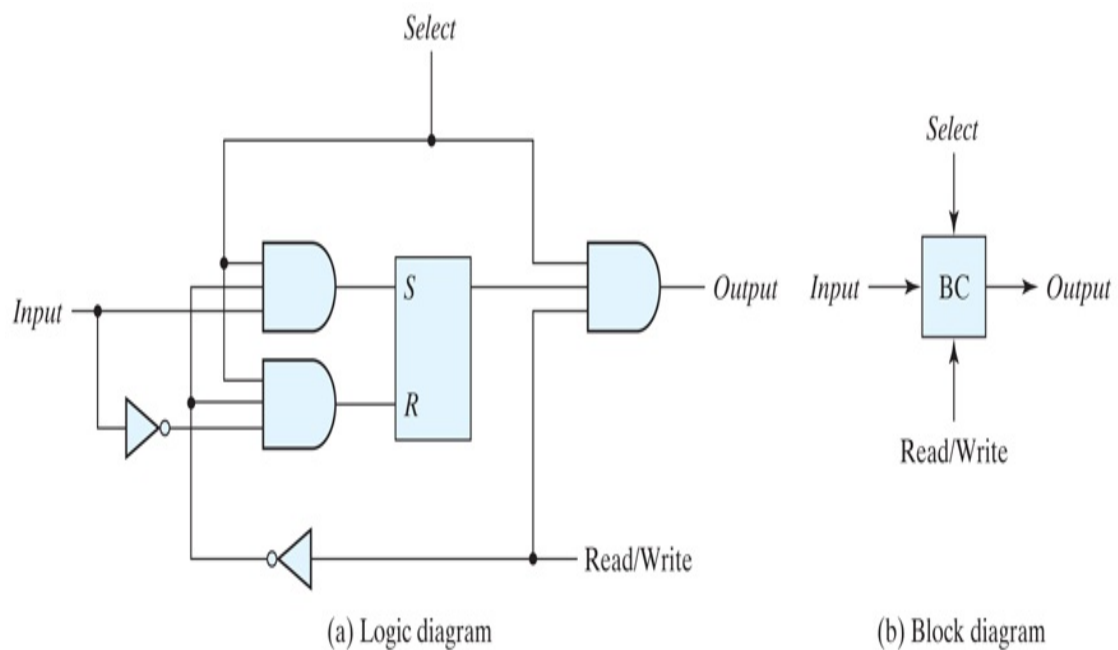 Select
Input
S
R
Output
Read/Write
(a) Logic diagram
Select
Input
BC
Output
Read/Write
(b) Block diagram